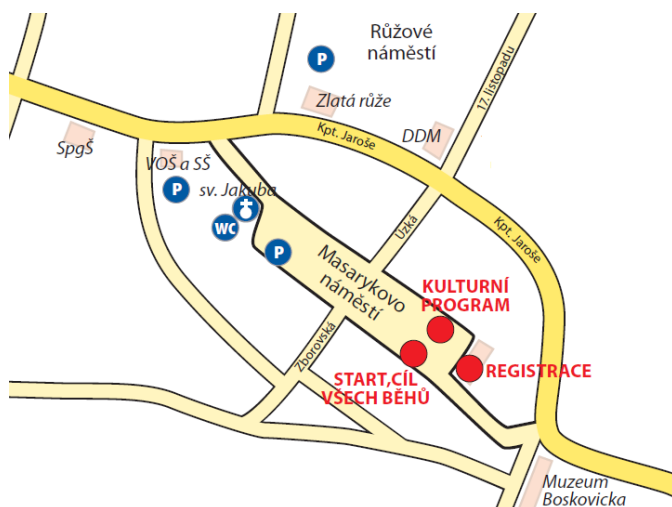 Růžové
náměstí
P
Zlatá růže
17. listopadu
Kpt. Jaroše
DDM
SpgŠ
VOŠ a SŠ
P
sv. Jakuba
WC
P
Úzká
Kpt. Jaroše
Masarykovo
náměstí
KULTURNÍ
PROGRAM
Zborovská
START,CÍL
VŠECH BĚHŮ
REGISTRACE
Muzeum
Boskovicka